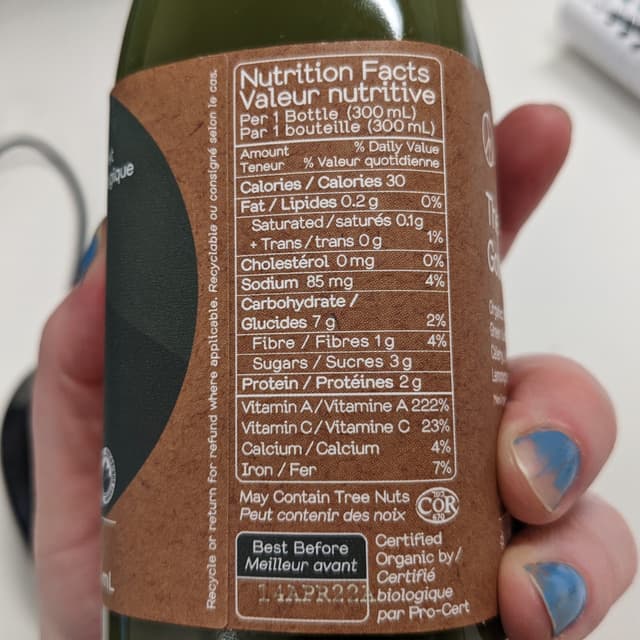 Nutrition Facts
Valeur nutritive
Per 1 Bottle (300 mL)
Par 1 bouteille (300 mL)
Amount % Daily Value
Teneur % Valeur quotidienne
Calories / Calories 30
Fat / Lipides 0.2 g 0%
Saturated / saturés 0.1g
+ Trans / trans 0 g 1%
Cholestérol 0 mg 0%
Sodium 85 mg 4%
Carbohydrate /
Glucides 7 g 2%
Fibre / Fibres 1 g 4%
Sugars / Sucres 3 g
Protein / Protéines 2 g
Vitamin A / Vitamine A 222%
Vitamin C / Vitamine C 23%
Calcium / Calcium 4%
Iron / Fer 7%
May Contain Tree Nuts
Peut contenir des noix
COR
Best Before
Meilleur avant
14APR22A
Certified
Organic by/
Certifié
biologique
par Pro-Cert
Recycle or return for refund where applicable. Recyclable ou consigné selon le cas.